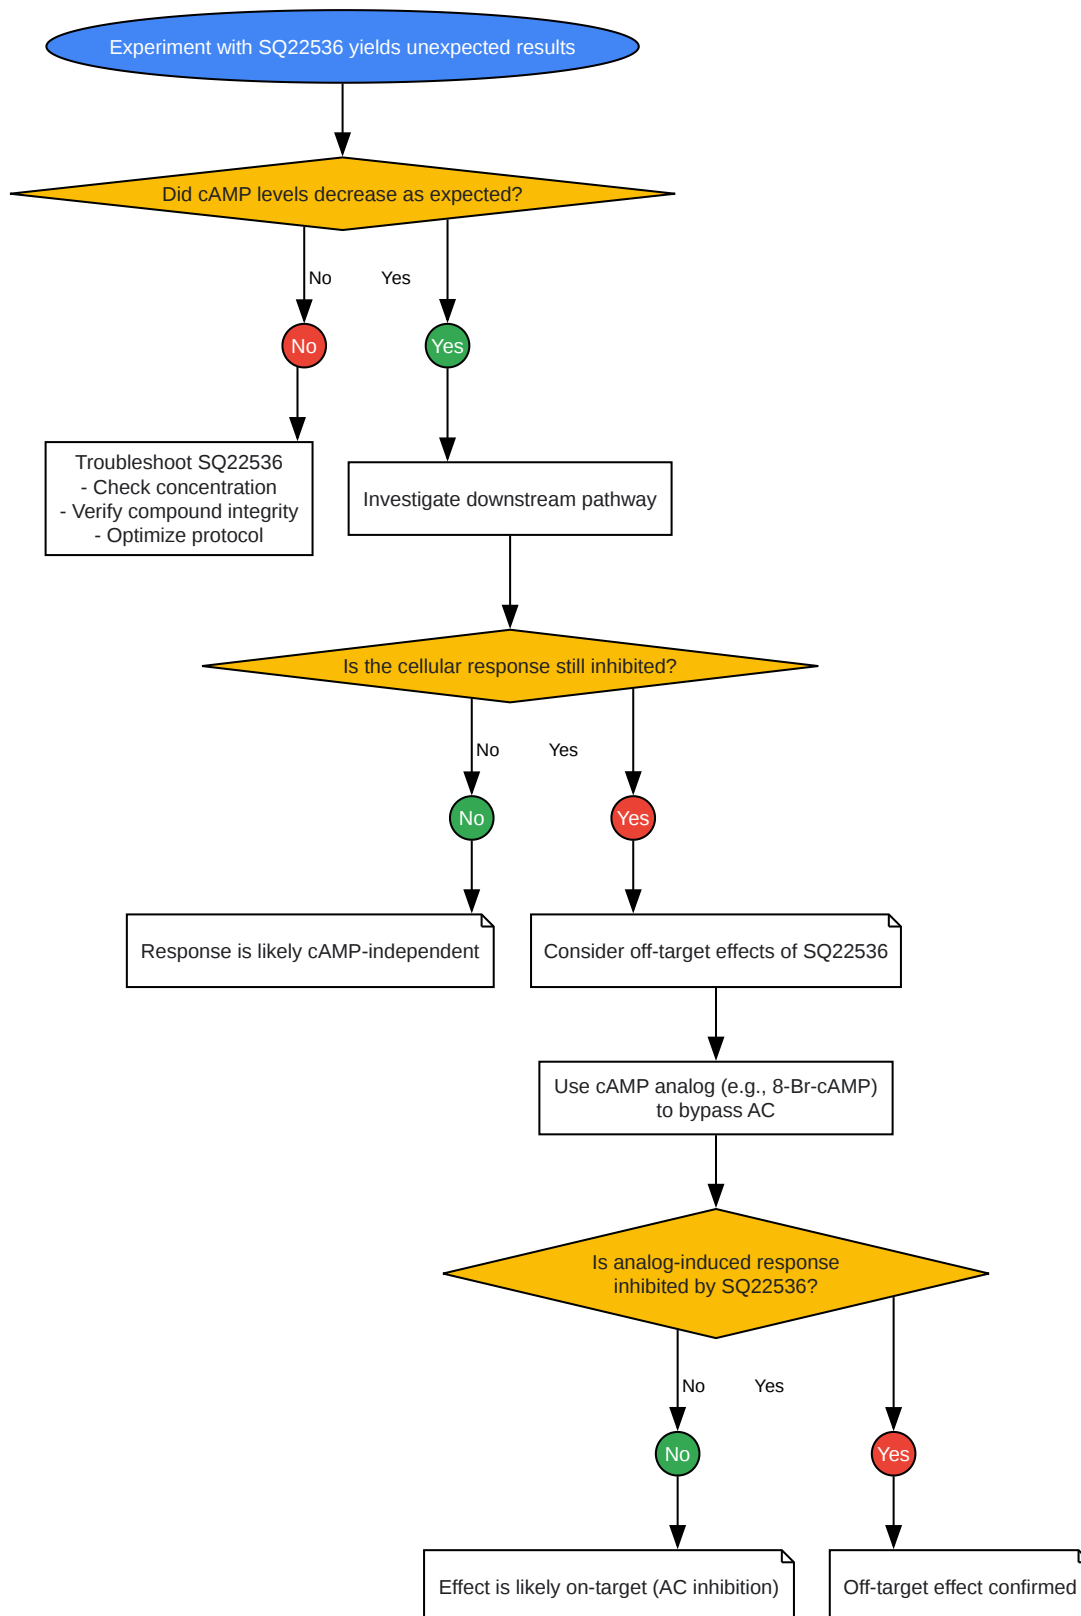 Experiment with SQ22536 yields unexpected results
Did cAMP levels decrease as expected?
No
Yes
No
Yes
Troubleshoot SQ22536
- Check concentration
- Verify compound integrity
- Optimize protocol
Investigate downstream pathway
Is the cellular response still inhibited?
No
Yes
No
Yes
Response is likely cAMP-independent
Consider off-target effects of SQ22536
Use cAMP analog (e.g., 8-Br-cAMP)
to bypass AC
Is analog-induced response
inhibited by SQ22536?
No
Yes
No
Yes
Effect is likely on-target (AC inhibition)
Off-target effect confirmed